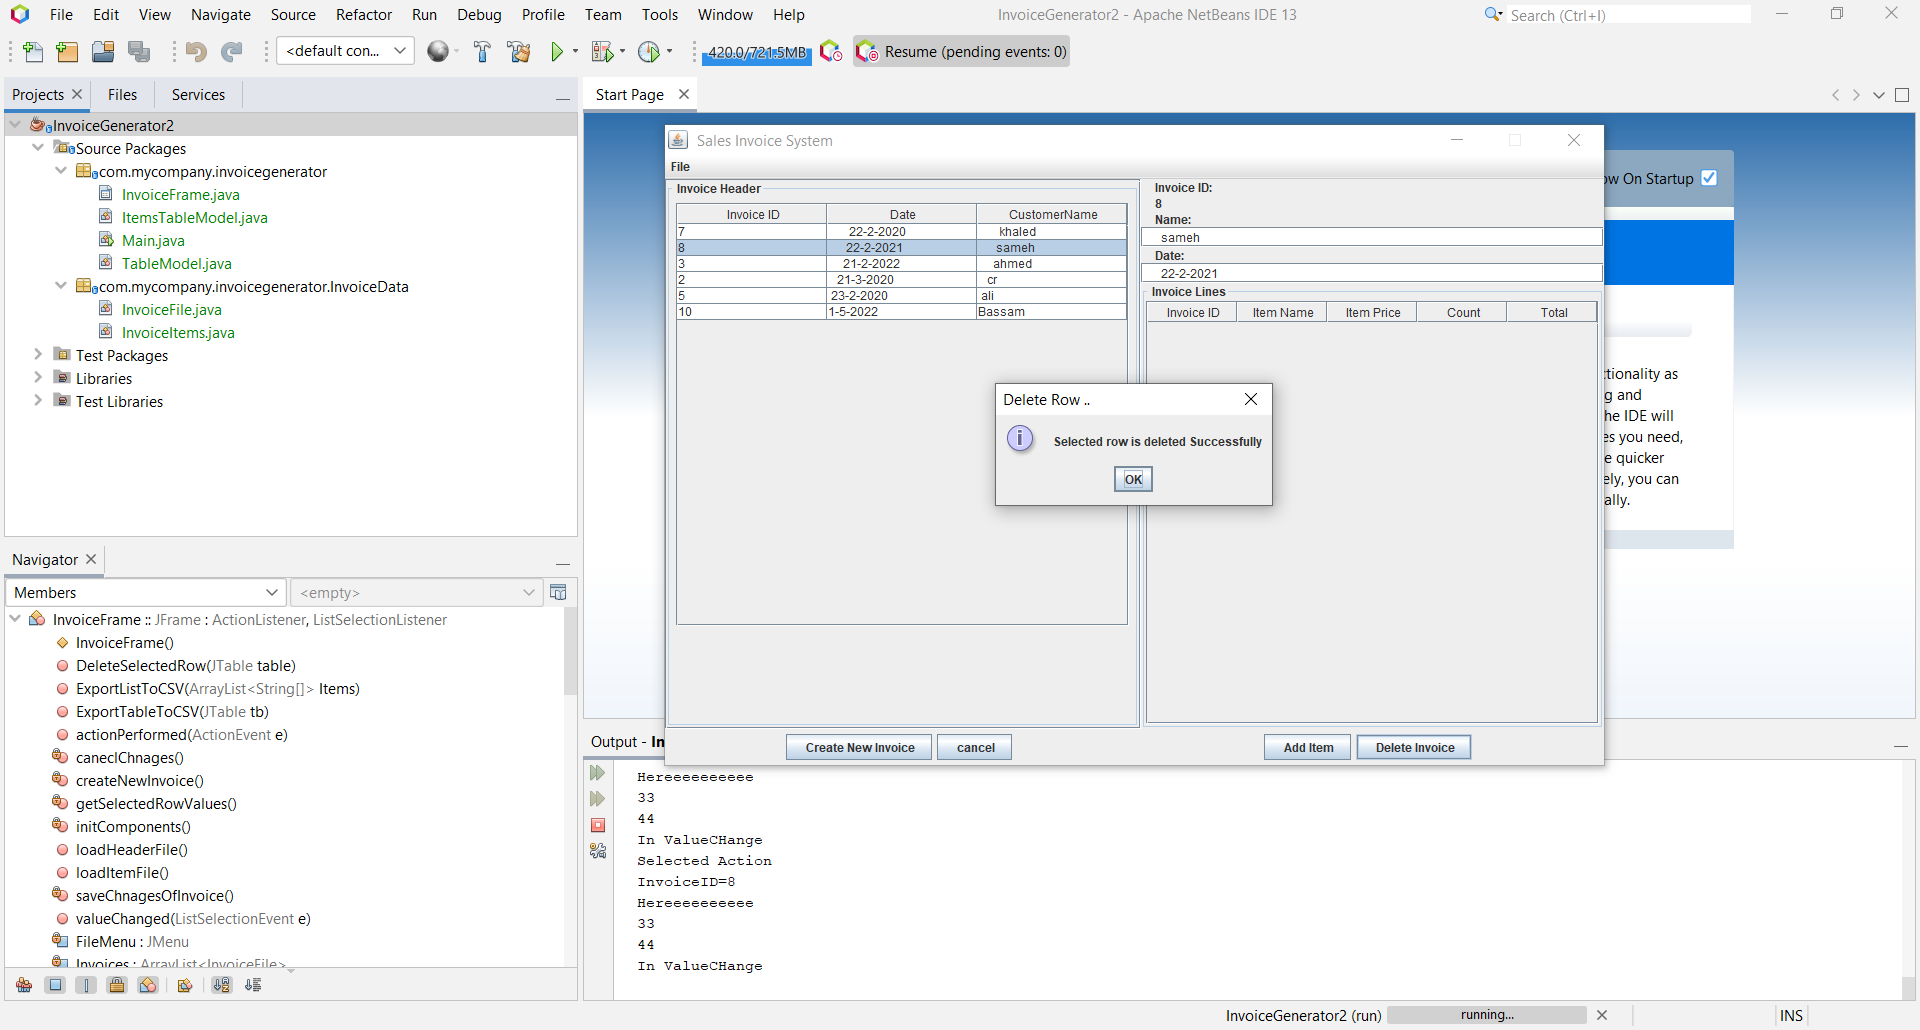 File Edit View Navigate Source Refactor Run Debug Profile Team Tools Window Help
InvoiceGenerator2 - Apache NetBeans IDE 13
Search (Ctrl+I)
<default con...
420.0/721.5MB
Resume (pending events: 0)
Projects Files Services
InvoiceGenerator2
Source Packages
com.mycompany.invoicegenerator
InvoiceFrame.java
ItemsTableModel.java
Main.java
TableModel.java
com.mycompany.invoicegenerator.InvoiceData
InvoiceFile.java
InvoiceItems.java
Test Packages
Libraries
Test Libraries
Navigator
Members
<empty>
InvoiceFrame :: JFrame : ActionListener, ListSelectionListener
InvoiceFrame()
DeleteSelectedRow(JTable table)
ExportListToCSV(ArrayList<String[]> Items)
ExportTableToCSV(JTable tb)
actionPerformed(ActionEvent e)
caneclChnages()
createNewInvoice()
getSelectedRowValues()
initComponents()
loadHeaderFile()
loadItemFile()
saveChnagesOfInvoice()
valueChanged(ListSelectionEvent e)
FileMenu : JMenu
Invoices : ArrayList<InvoiceFile>
Start Page
ow On Startup
ctionality as
g and
he IDE will
es you need,
e quicker
ely, you can
ally.
Sales Invoice System
File
Invoice Header
Invoice ID Date CustomerName
7 22-2-2020 khaled
8 22-2-2021 sameh
3 21-2-2022 ahmed
2 21-3-2020 cr
5 23-2-2020 ali
10 1-5-2022 Bassam
Invoice ID:
8
Name:
sameh
Date:
22-2-2021
Invoice Lines
Invoice ID Item Name Item Price Count Total
Delete Row ..
Selected row is deleted Successfully
OK
Create New Invoice cancel Add Item Delete Invoice
Output - In
Hereeeeeeeeee
33
44
In ValueCHange
Selected Action
InvoiceID=8
Hereeeeeeeeee
33
44
In ValueCHange
InvoiceGenerator2 (run) running... INS